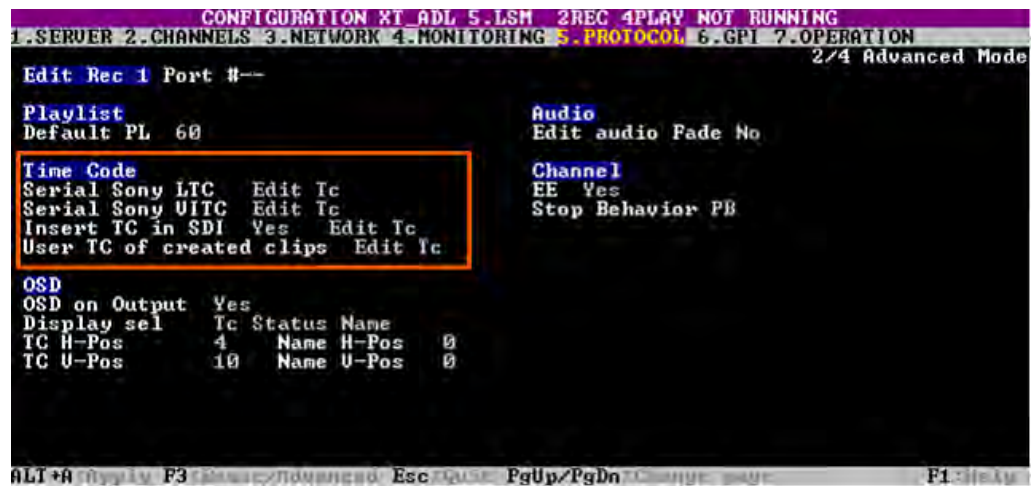 CONFIGURATION XT_ADL 5.LSM 2REC 4PLAY NOT RUNNING
1.SERVER 2.CHANNELS 3.NETWORK 4.MONITORING 5.PROTOCOL 6.GPI 7.OPERATION
2/4 Advanced Mode
Edit Rec 1 Port #--
Playlist
Default PL 60
Audio
Edit audio Fade No
Time Code
Serial Sony LTC Edit Tc
Serial Sony VITC Edit Tc
Insert TC in SDI Yes Edit Tc
User TC of created clips Edit Tc
Channel
EE Yes
Stop Behavior PB
OSD
OSD on Output Yes
Display sel Tc Status Name
TC H-Pos 4 Name H-Pos 0
TC V-Pos 10 Name V-Pos 0
ALT+A Apply F3 Esc PgUp/PgDn Change page F1